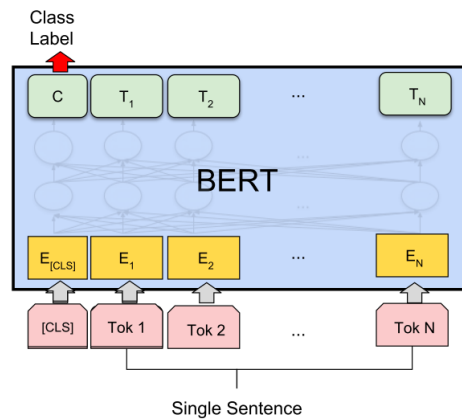 Class
Label
C T1 T2 ... TN
...
BERT
...
E[CLS] E1 E2 ... EN
[CLS] Tok 1 Tok 2 ... Tok N
Single Sentence